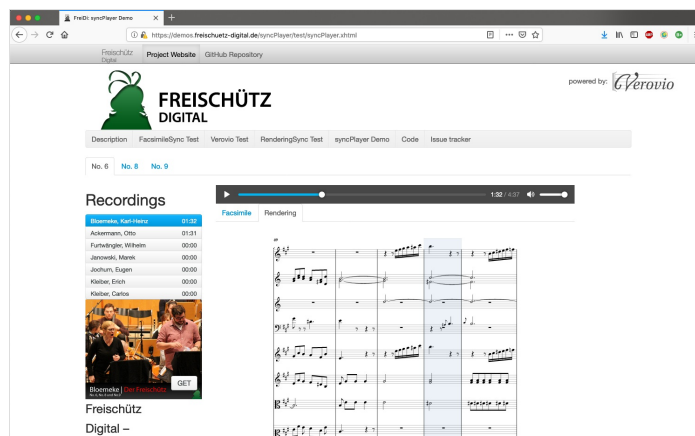 FreiDi: syncPlayer Demo
https://demos.freischuetz-digital.de/syncPlayer/test/syncPlayer.xhtml
Freischütz Digital
Project Website
GitHub Repository
FREISCHÜTZ
DIGITAL
powered by: Verovio
Description FacsimileSync Test Verovio Test RenderingSync Test syncPlayer Demo Code Issue tracker
No. 6 No. 8 No. 9
Recordings
1:32 / 4:37
Facsimile Rendering
Bloemeke, Karl-Heinz 01:32
Ackermann, Otto 01:31
Furtwängler, Wilhelm 00:00
Janowski, Marek 00:00
Jochum, Eugen 00:00
Kleiber, Erich 00:00
Kleiber, Carlos 00:00
Bloemeke | Der Freischütz
GET
Freischütz
Digital –